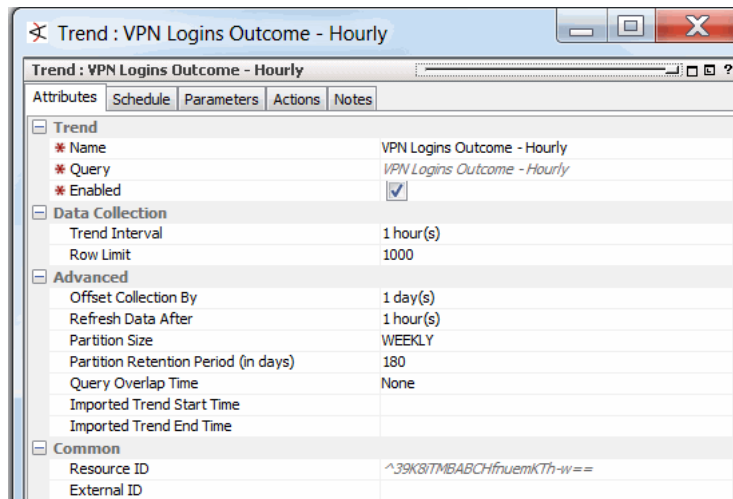 Trend : VPN Logins Outcome - Hourly
Trend : VPN Logins Outcome - Hourly ?
Attributes Schedule Parameters Actions Notes
Trend
* Name VPN Logins Outcome - Hourly
* Query VPN Logins Outcome - Hourly
* Enabled
Data Collection
Trend Interval 1 hour(s)
Row Limit 1000
Advanced
Offset Collection By 1 day(s)
Refresh Data After 1 hour(s)
Partition Size WEEKLY
Partition Retention Period (in days) 180
Query Overlap Time None
Imported Trend Start Time
Imported Trend End Time
Common
Resource ID ^39K8iTMBABCHfnuemKTh-w==
External ID